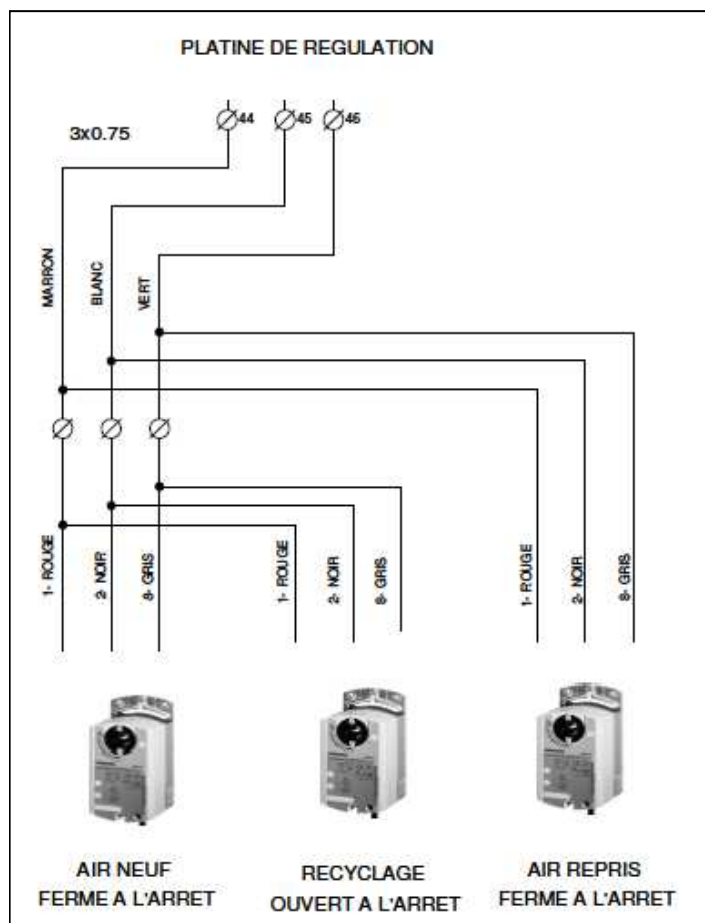 PLATINE DE REGULATION
3x0.75
44
45
46
MARRON
BLANC
VERT
1- ROUGE
2- NOIR
8- GRIS
1- ROUGE
2- NOIR
8- GRIS
1- ROUGE
2- NOIR
8- GRIS
AIR NEUF
FERME A L'ARRET
RECYCLAGE
OUVERT A L'ARRET
AIR REPRIS
FERME A L'ARRET